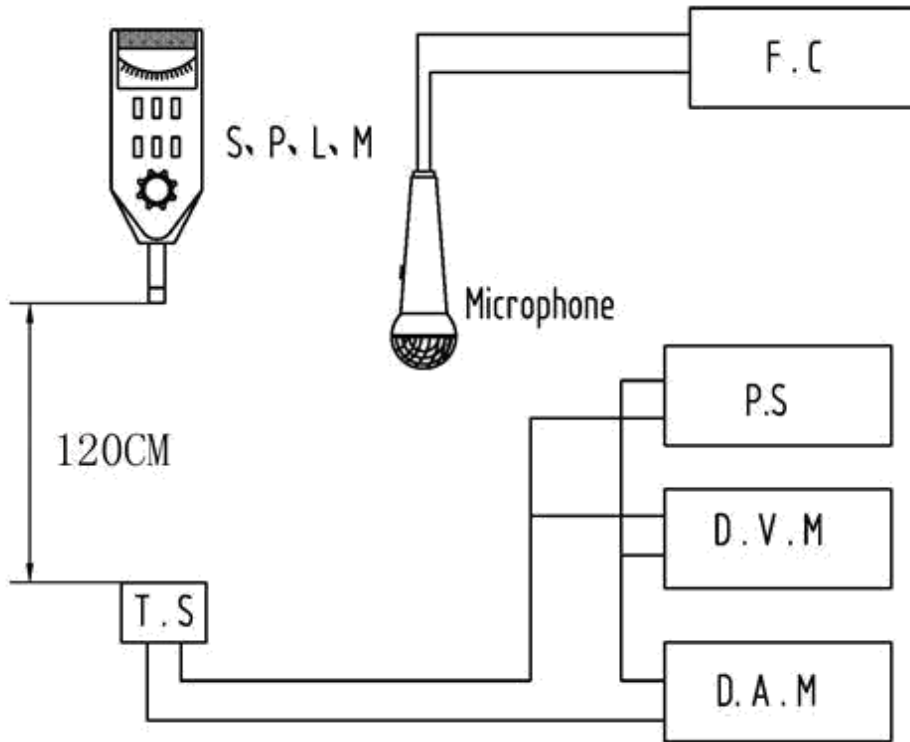 F.C
S、P、L、M
Microphone
P.S
120CM
D.V.M
T.S
D.A.M